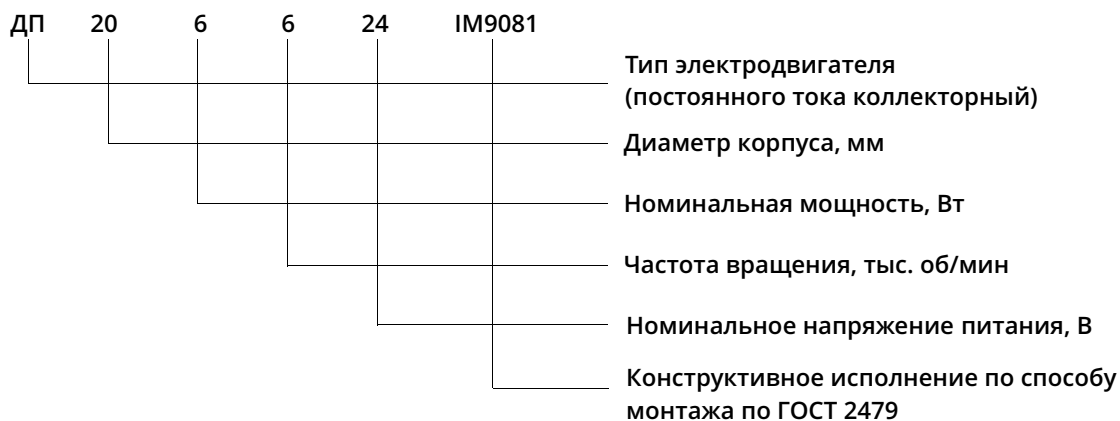 ДП 20 6 6 24 IM9081
Тип электродвигателя
(постоянного тока коллекторный)
Диаметр корпуса, мм
Номинальная мощность, Вт
Частота вращения, тыс. об/мин
Номинальное напряжение питания, В
Конструктивное исполнение по способу
монтажа по ГОСТ 2479